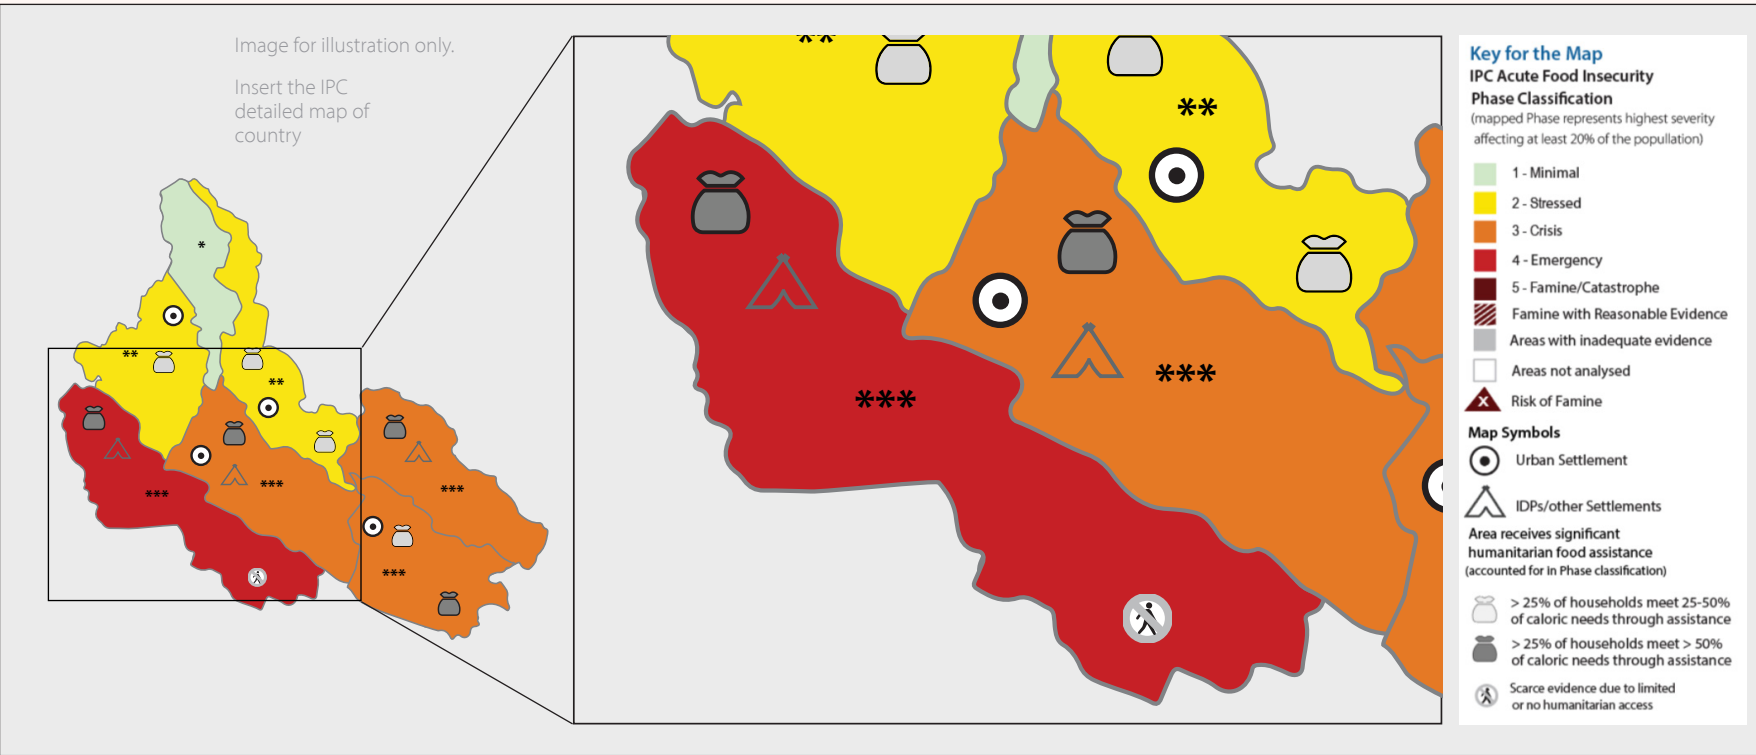 Image for illustration only.
Insert the IPC
detailed map of
country
*
**
**
***
***
***
***
**
**
***
***
Key for the Map
IPC Acute Food Insecurity
Phase Classification
(mapped Phase represents highest severity
affecting at least 20% of the popullation)
1 - Minimal
2 - Stressed
3 - Crisis
4 - Emergency
5 - Famine/Catastrophe
Famine with Reasonable Evidence
Areas with inadequate evidence
Areas not analysed
X Risk of Famine
Map Symbols
Urban Settlement
IDPs/other Settlements
Area receives significant
humanitarian food assistance
(accounted for in Phase classification)
> 25% of households meet 25-50%
of caloric needs through assistance
> 25% of households meet > 50%
of caloric needs through assistance
Scarce evidence due to limited
or no humanitarian access